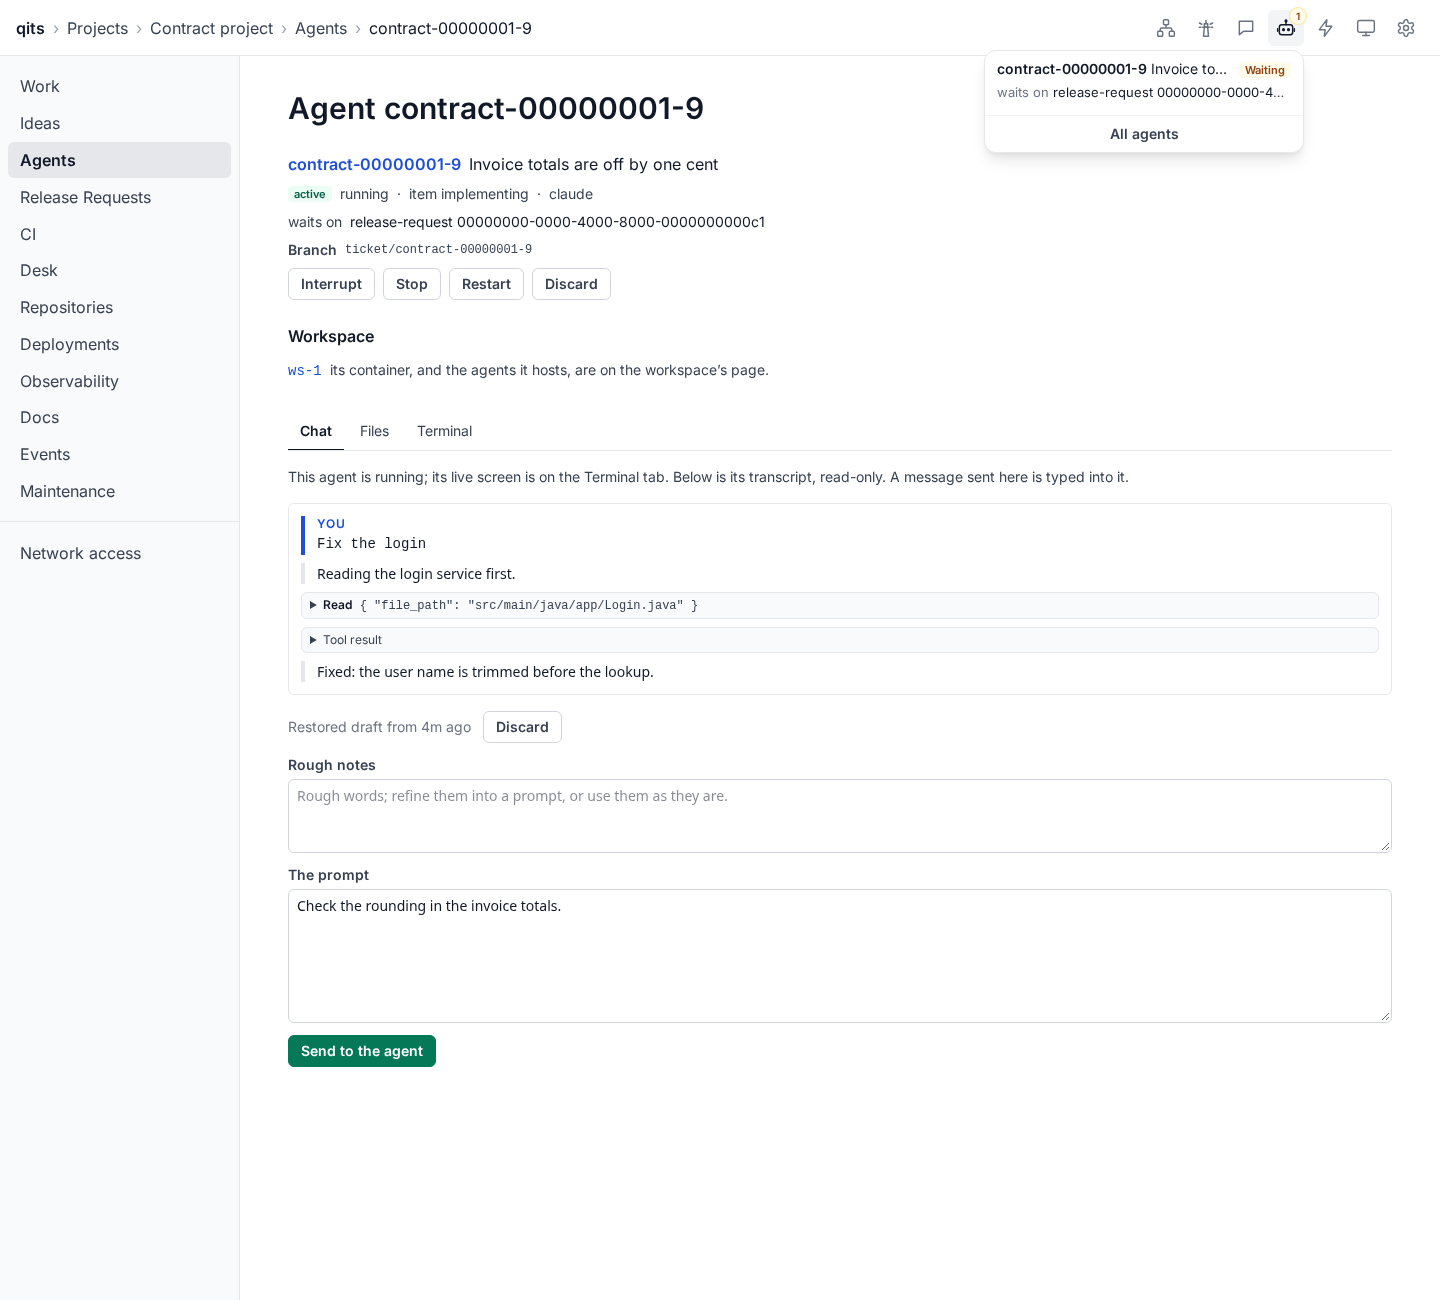 qits › Projects › Contract project › Agents › contract-00000001-9
1
contract-00000001-9 Invoice to... Waiting
waits on release-request 00000000-0000-4...
All agents
Work
Ideas
Agents
Release Requests
CI
Desk
Repositories
Deployments
Observability
Docs
Events
Maintenance
Network access
Agent contract-00000001-9
contract-00000001-9 Invoice totals are off by one cent
active running · item implementing · claude
waits on release-request 00000000-0000-4000-8000-0000000000c1
Branch ticket/contract-00000001-9
Interrupt Stop Restart Discard
Workspace
ws-1 its container, and the agents it hosts, are on the workspace’s page.
Chat Files Terminal
This agent is running; its live screen is on the Terminal tab. Below is its transcript, read-only. A message sent here is typed into it.
YOU
Fix the login
Reading the login service first.
Read { "file_path": "src/main/java/app/Login.java" }
Tool result
Fixed: the user name is trimmed before the lookup.
Restored draft from 4m ago Discard
Rough notes
Rough words; refine them into a prompt, or use them as they are.
The prompt
Check the rounding in the invoice totals.
Send to the agent